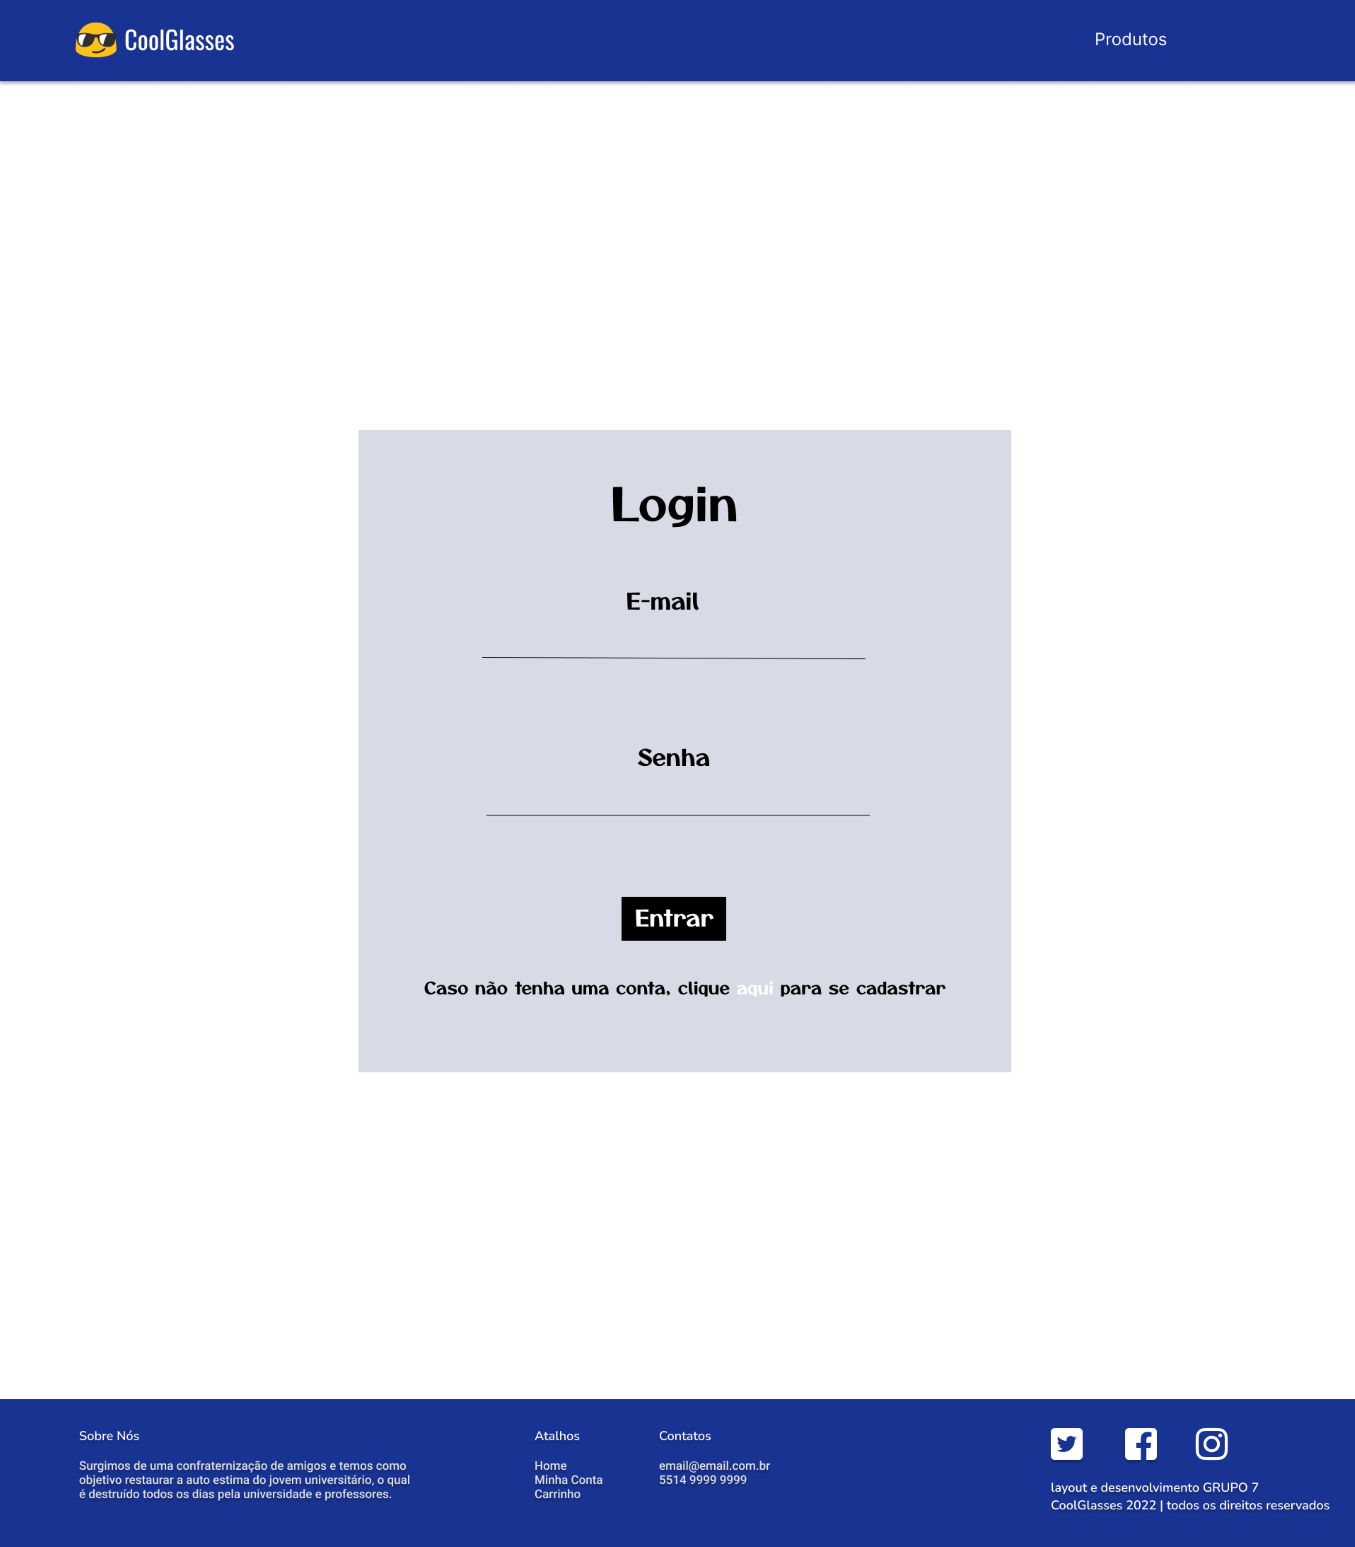 CoolGlasses
Produtos
Login
E-mail
Senha
Entrar
Caso não tenha uma conta, clique aqui para se cadastrar
Sobre Nós
Surgimos de uma confraternização de amigos e temos como
objetivo restaurar a auto estima do jovem universitário, o qual
é destruído todos os dias pela universidade e professores.
Atalhos
Home
Minha Conta
Carrinho
Contatos
email@email.com.br
5514 9999 9999
layout e desenvolvimento GRUPO 7
CoolGlasses 2022 | todos os direitos reservados